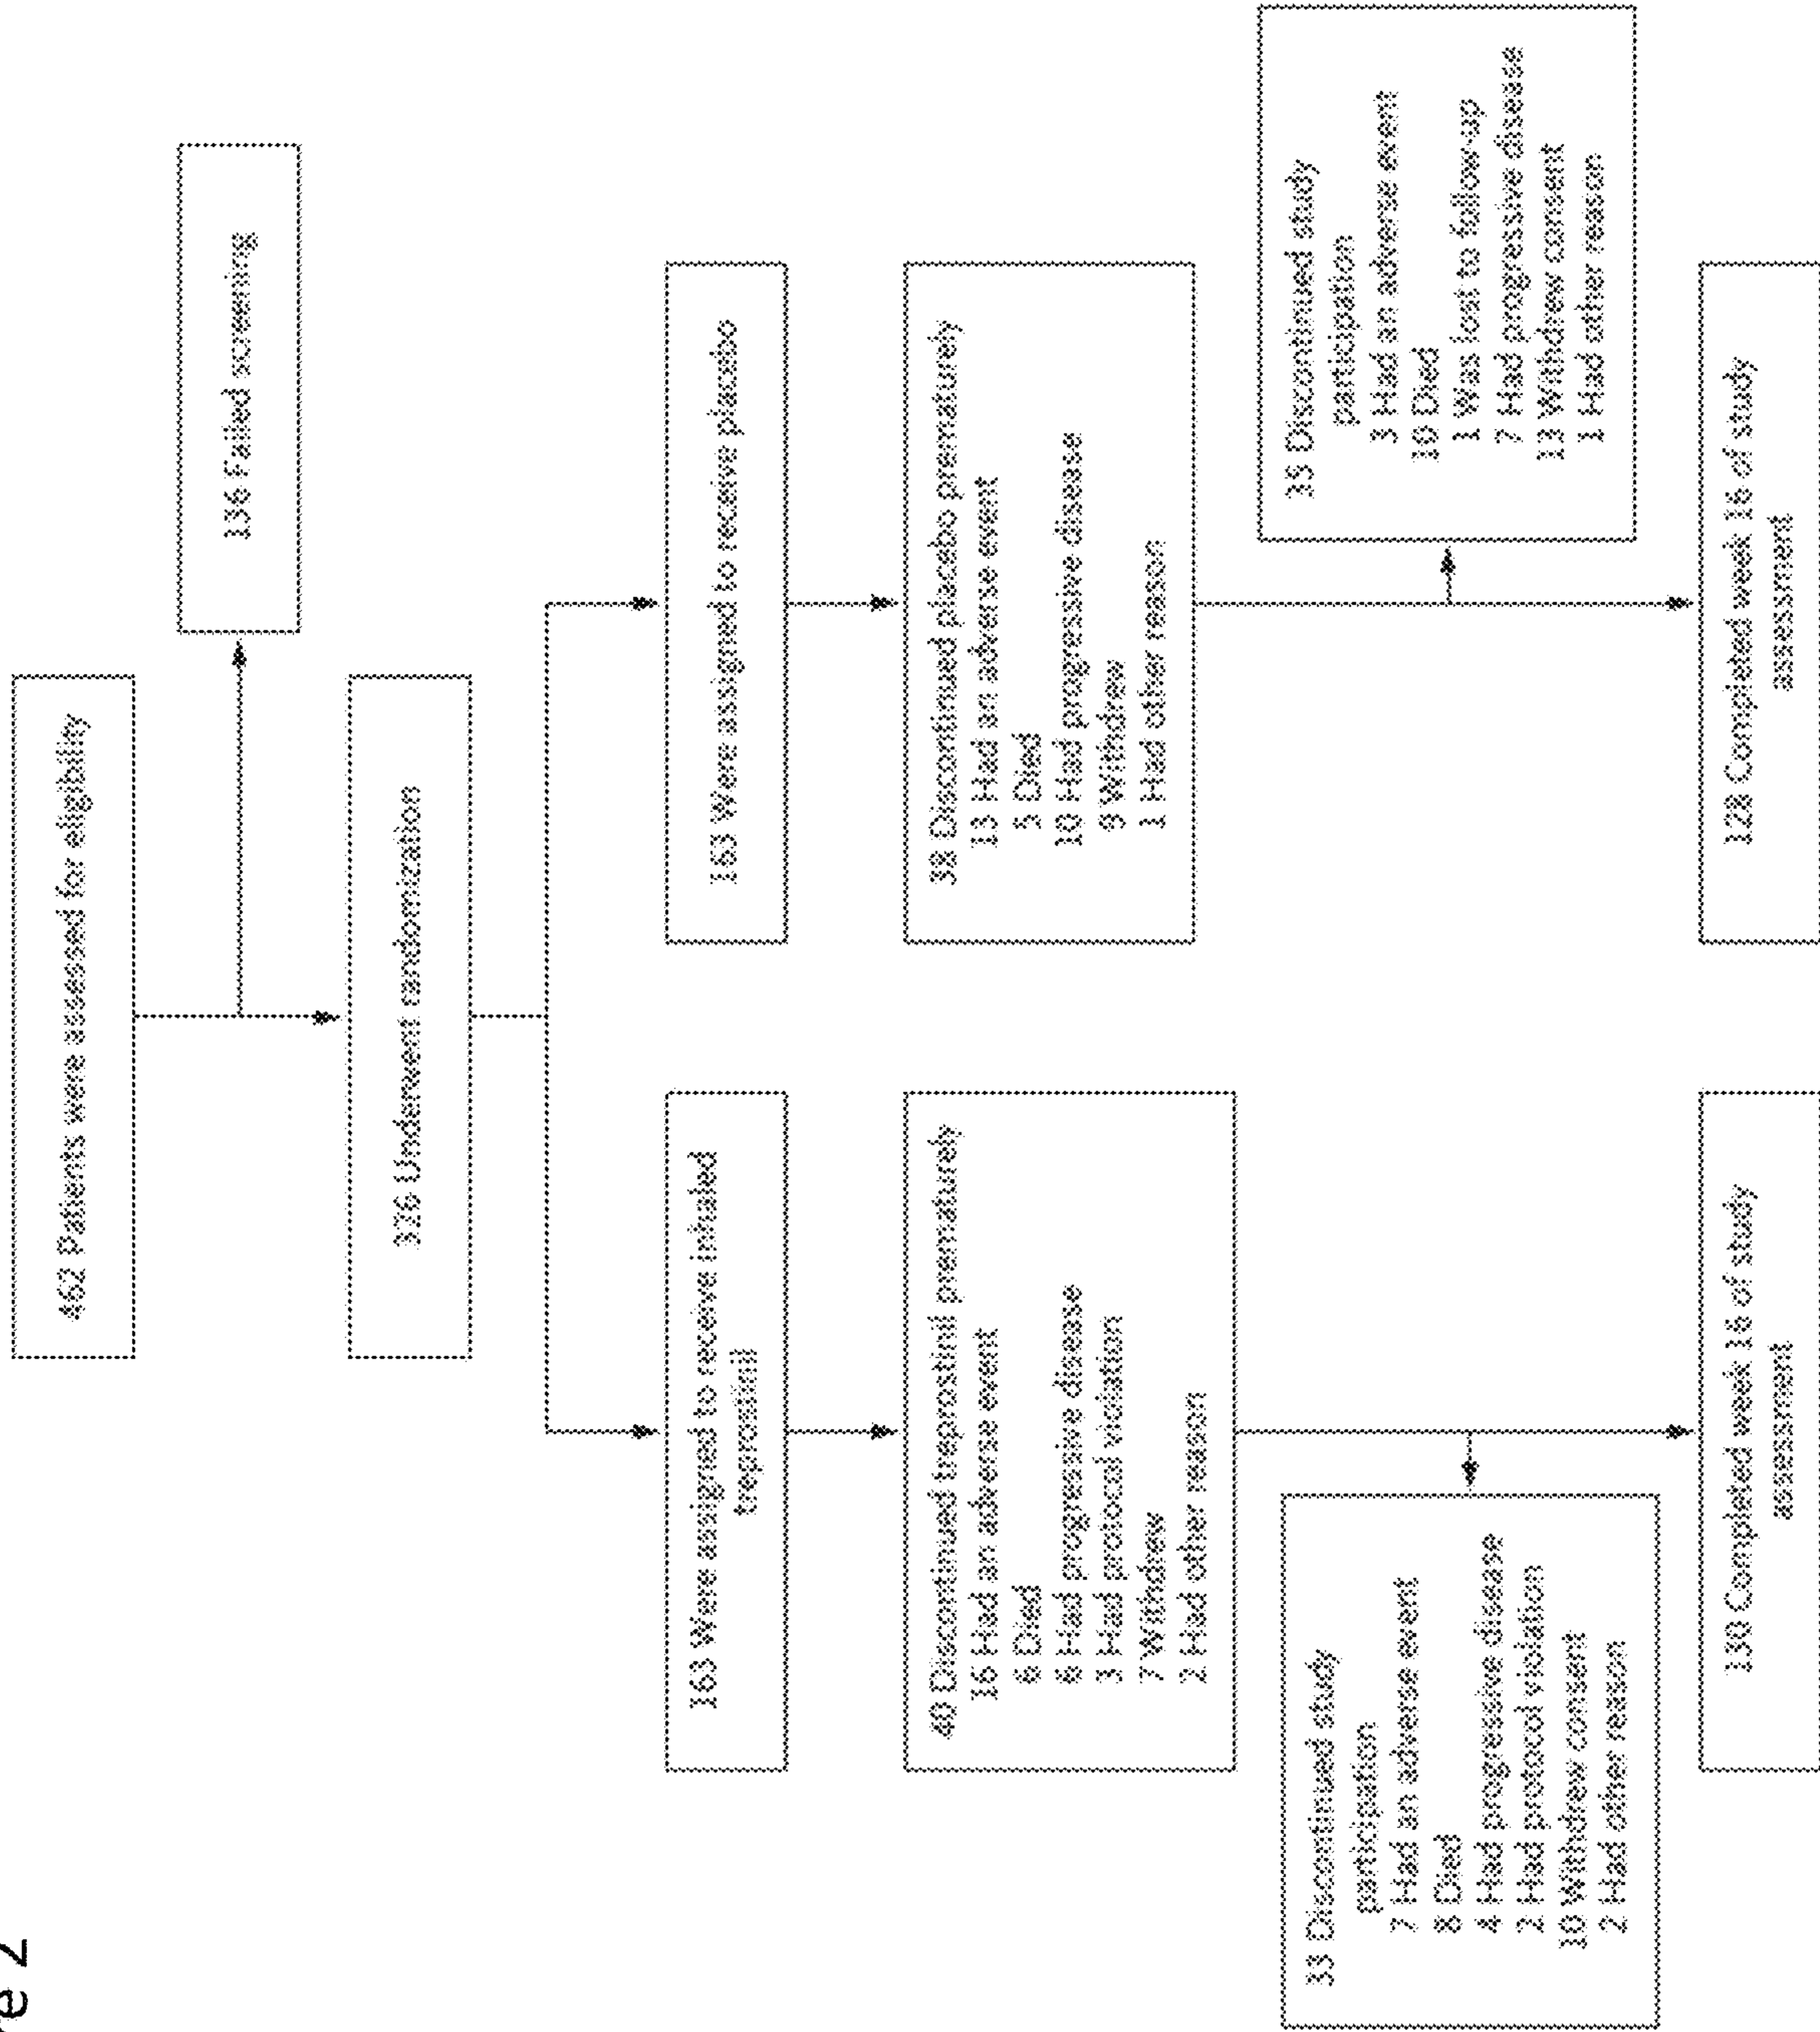 e 2
462 Patients were assessed for eligibility
136 Failed screening
326 Underwent randomization
163 Were assigned to receive inhaled
treprostinil
163 Were assigned to receive placebo
40 Discontinued treprostinil prematurely
16 Had an adverse event
6 Died
6 Had progressive disease
3 Had protocol violation
7 Withdrew
2 Had other reason
38 Discontinued placebo prematurely
13 Had an adverse event
5 Died
10 Had progressive disease
9 Withdrew
1 Had other reason
33 Discontinued study
participation
7 Had an adverse event
8 Died
4 Had progressive disease
2 Had protocol violation
10 Withdrew consent
2 Had other reason
35 Discontinued study
participation
3 Had an adverse event
10 Died
1 Was lost to follow-up
7 Had progressive disease
13 Withdrew consent
1 Had other reason
130 Completed week 16 of study
assessment
128 Completed week 16 of study
assessment